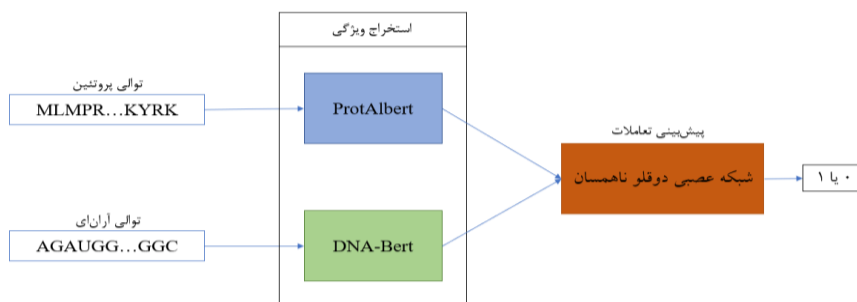 استخراج ویژگی
توالی پروتئین
MLMPR...KYRK
ProtAlbert
پیش‌بینی تعاملات
شبکه عصبی دوقلو ناهمسان
۰ یا ۱
توالی آران‌ای
AGAUGG...GGC
DNA-Bert